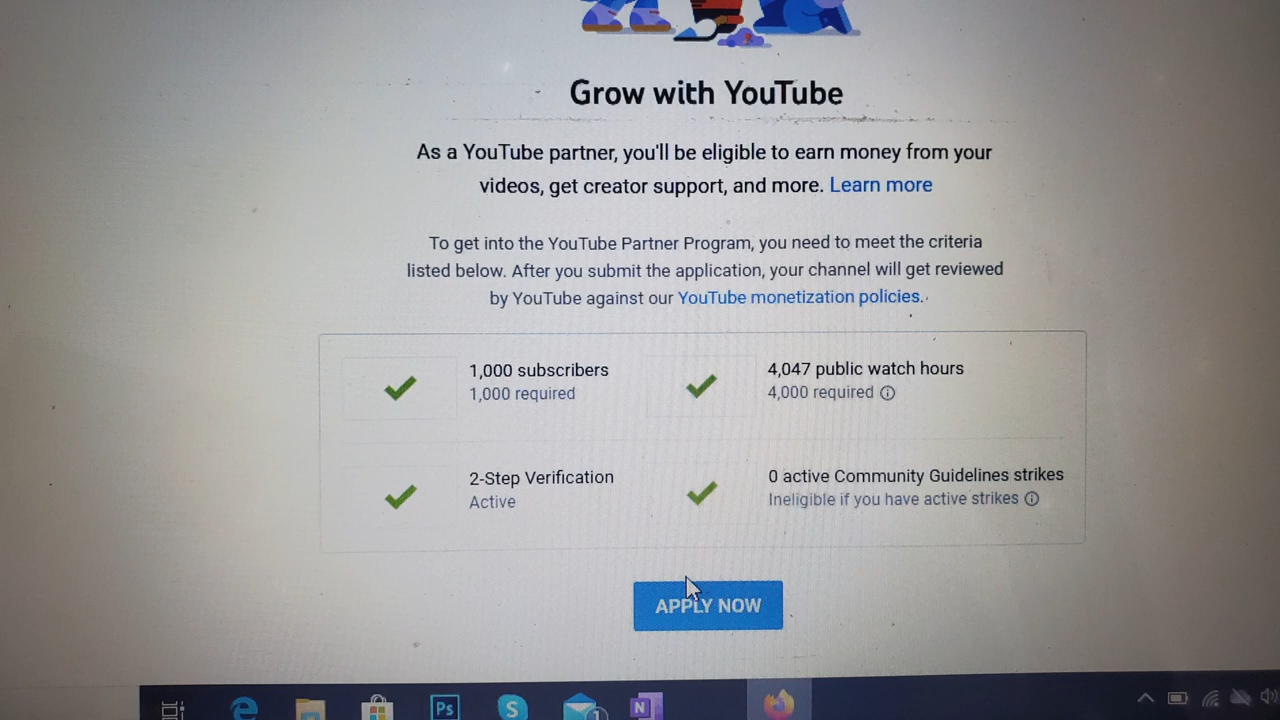 Grow with YouTube
As a YouTube partner, you'll be eligible to earn money from your
videos, get creator support, and more. Learn more
To get into the YouTube Partner Program, you need to meet the criteria
listed below. After you submit the application, your channel will get reviewed
by YouTube against our YouTube monetization policies.
1,000 subscribers
1,000 required
4,047 public watch hours
4,000 required
2-Step Verification
Active
0 active Community Guidelines strikes
Ineligible if you have active strikes
APPLY NOW
Ps
S
1
N